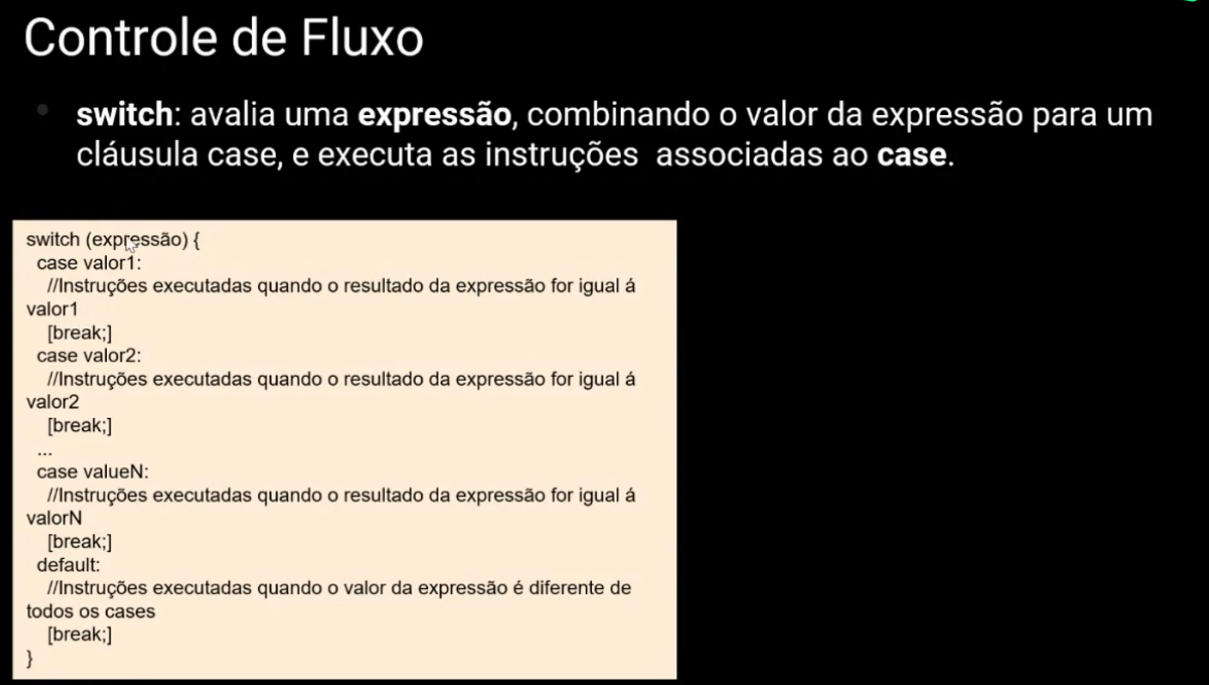 Controle de Fluxo
switch: avalia uma expressão, combinando o valor da expressão para um
cláusula case, e executa as instruções associadas ao case.
switch (expressão) {
case valor1:
//Instruções executadas quando o resultado da expressão for igual á
valor1
[break;]
case valor2:
//Instruções executadas quando o resultado da expressão for igual á
valor2
[break;]
...
case valueN:
//Instruções executadas quando o resultado da expressão for igual á
valorN
[break;]
default:
//Instruções executadas quando o valor da expressão é diferente de
todos os cases
[break;]
}